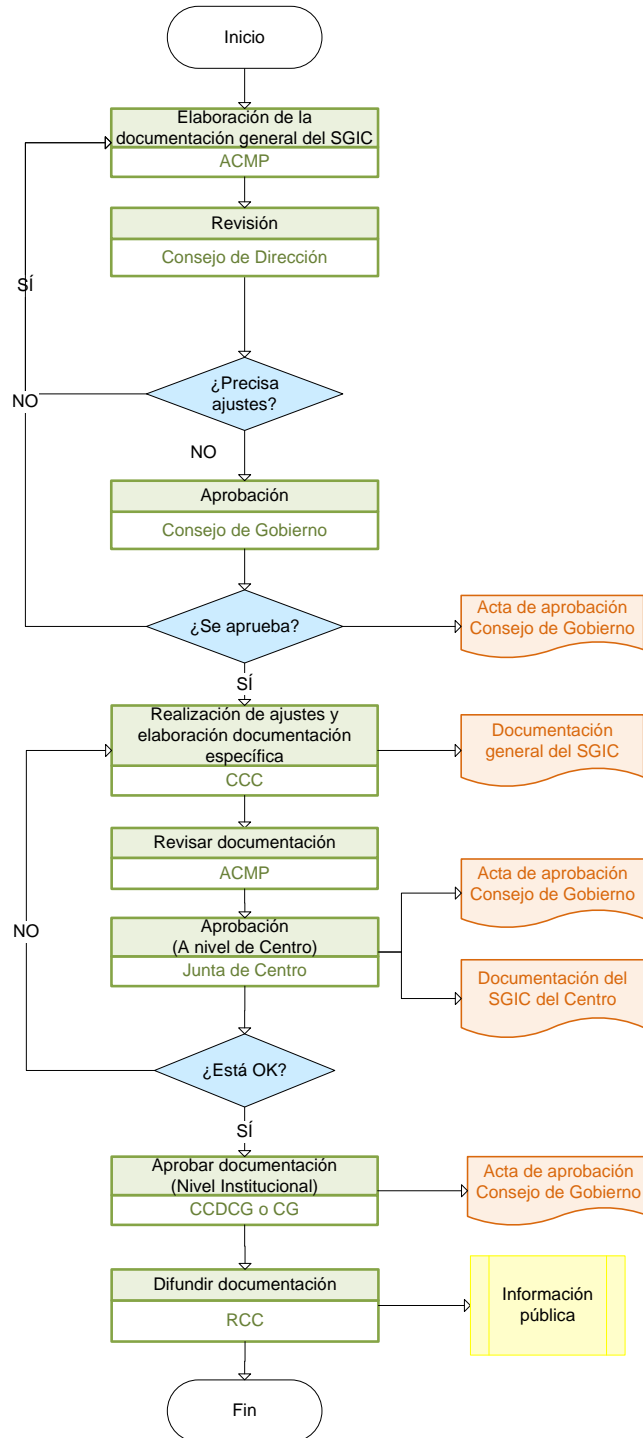 Inicio
Elaboración de la
documentación general del SGIC
ACMP
Revisión
Consejo de Dirección
SÍ
¿Precisa
ajustes?
NO
NO
Aprobación
Consejo de Gobierno
¿Se aprueba?
Acta de aprobación
Consejo de Gobierno
SÍ
Realización de ajustes y
elaboración documentación
específica
CCC
Documentación
general del SGIC
Revisar documentación
ACMP
Aprobación
(A nivel de Centro)
Junta de Centro
Acta de aprobación
Consejo de Gobierno
Documentación del
SGIC del Centro
NO
¿Está OK?
SÍ
Aprobar documentación
(Nivel Institucional)
CCDCG o CG
Acta de aprobación
Consejo de Gobierno
Difundir documentación
RCC
Información
pública
Fin